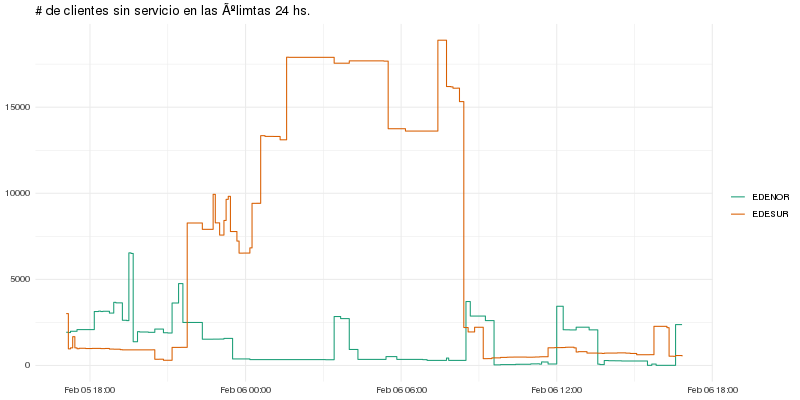 # de clientes sin servicio en las Ãºlimtas 24 hs.
15000
10000
5000
0
Feb 05 18:00
Feb 06 00:00
Feb 06 06:00
Feb 06 12:00
Feb 06 18:00
EDENOR
EDESUR